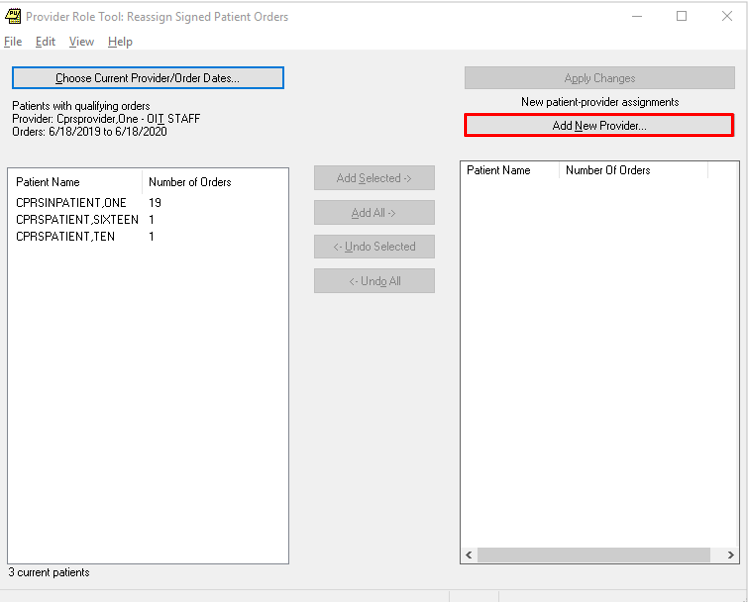 Provider Role Tool: Reassign Signed Patient Orders
File Edit View Help
Choose Current Provider/Order Dates...
Patients with qualifying orders
Provider: Cprsprovider,One - OIT STAFF
Orders: 6/18/2019 to 6/18/2020
Patient Name Number of Orders
CPRSINPATIENT,ONE 19
CPRSPATIENT,SIXTEEN 1
CPRSPATIENT,TEN 1
3 current patients
Add Selected ->
Add All ->
<- Undo Selected
<- Undo All
Apply Changes
New patient-provider assignments
Add New Provider...
Patient Name Number Of Orders